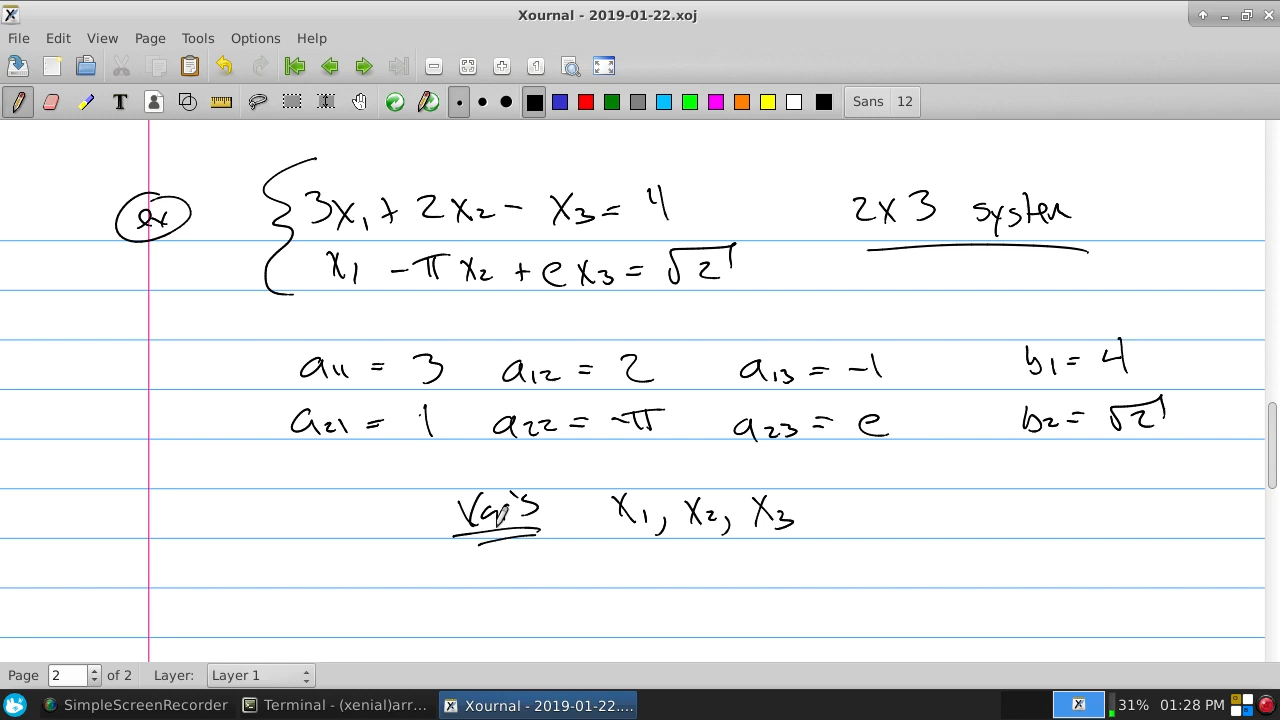 Xournal - 2019-01-22.xoj
File Edit View Page Tools Options Help
Sans 12
ex
3x₁ + 2x₂ - x₃ = 4 2x3 system
x₁ - πx₂ + ex₃ = √2
a₁₁ = 3 a₁₂ = 2 a₁₃ = -1 b₁ = 4
a₂₁ = 1 a₂₂ = -π a₂₃ = e b₂ = √2
Var's x₁, x₂, x₃
Page 2 of 2 Layer: Layer 1
SimpleScreenRecorder Terminal - (xenial)arr... Xournal - 2019-01-22.... 31% 01:28 PM